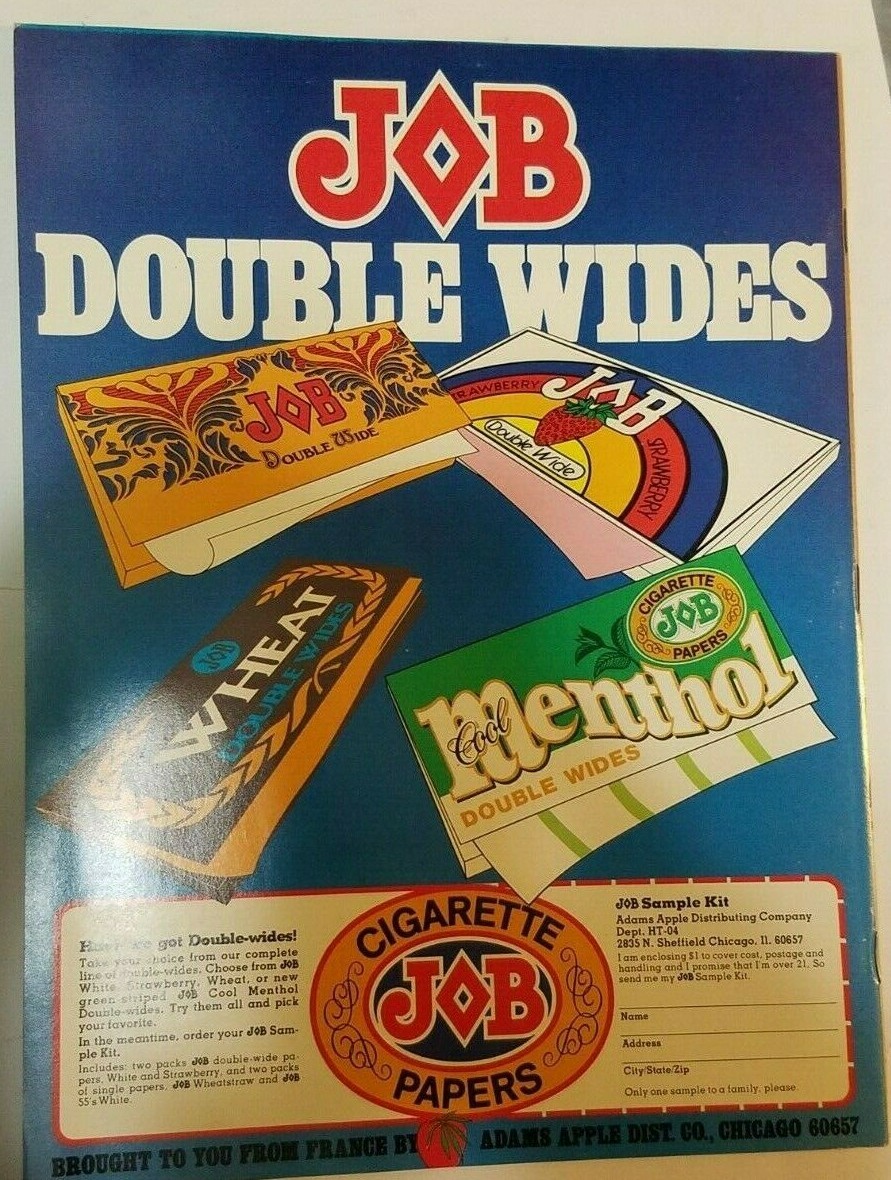 JOB
DOUBLE WIDES
JOB
DOUBLE WIDE
RAWBERRY
JOB
Double Wide
SRAWBERRY
JOB
WHEAT
DOUBLE WIDES
CIGARETTE
JOB
PAPERS
Cool
Menthol
DOUBLE WIDES
got Double-wides!
Take your choice from our complete
line of double-wides. Choose from JOB
White, Strawberry, Wheat, or new
green striped JOB Cool Menthol
Double-wides. Try them all and pick
your favorite.
In the meantime, order your JOB Sam-
ple Kit.
Includes: two packs JOB double-wide pa-
pers, White and Strawberry, and two packs
of single papers, JOB Wheatstraw and JOB
SS's White.
CIGARETTE
JOB
PAPERS
JOB Sample Kit
Adams Apple Distributing Company
Dept. HT-04
2835 N. Sheffield Chicago, Il. 60657
I am enclosing $1 to cover cost, postage and
handling and I promise that I'm over 21. So
send me my JOB Sample Kit.
Name
Address
City/State/Zip
Only one sample to a family, please.
BROUGHT TO YOU FROM FRANCE BY ADAMS APPLE DIST. CO., CHICAGO 60657